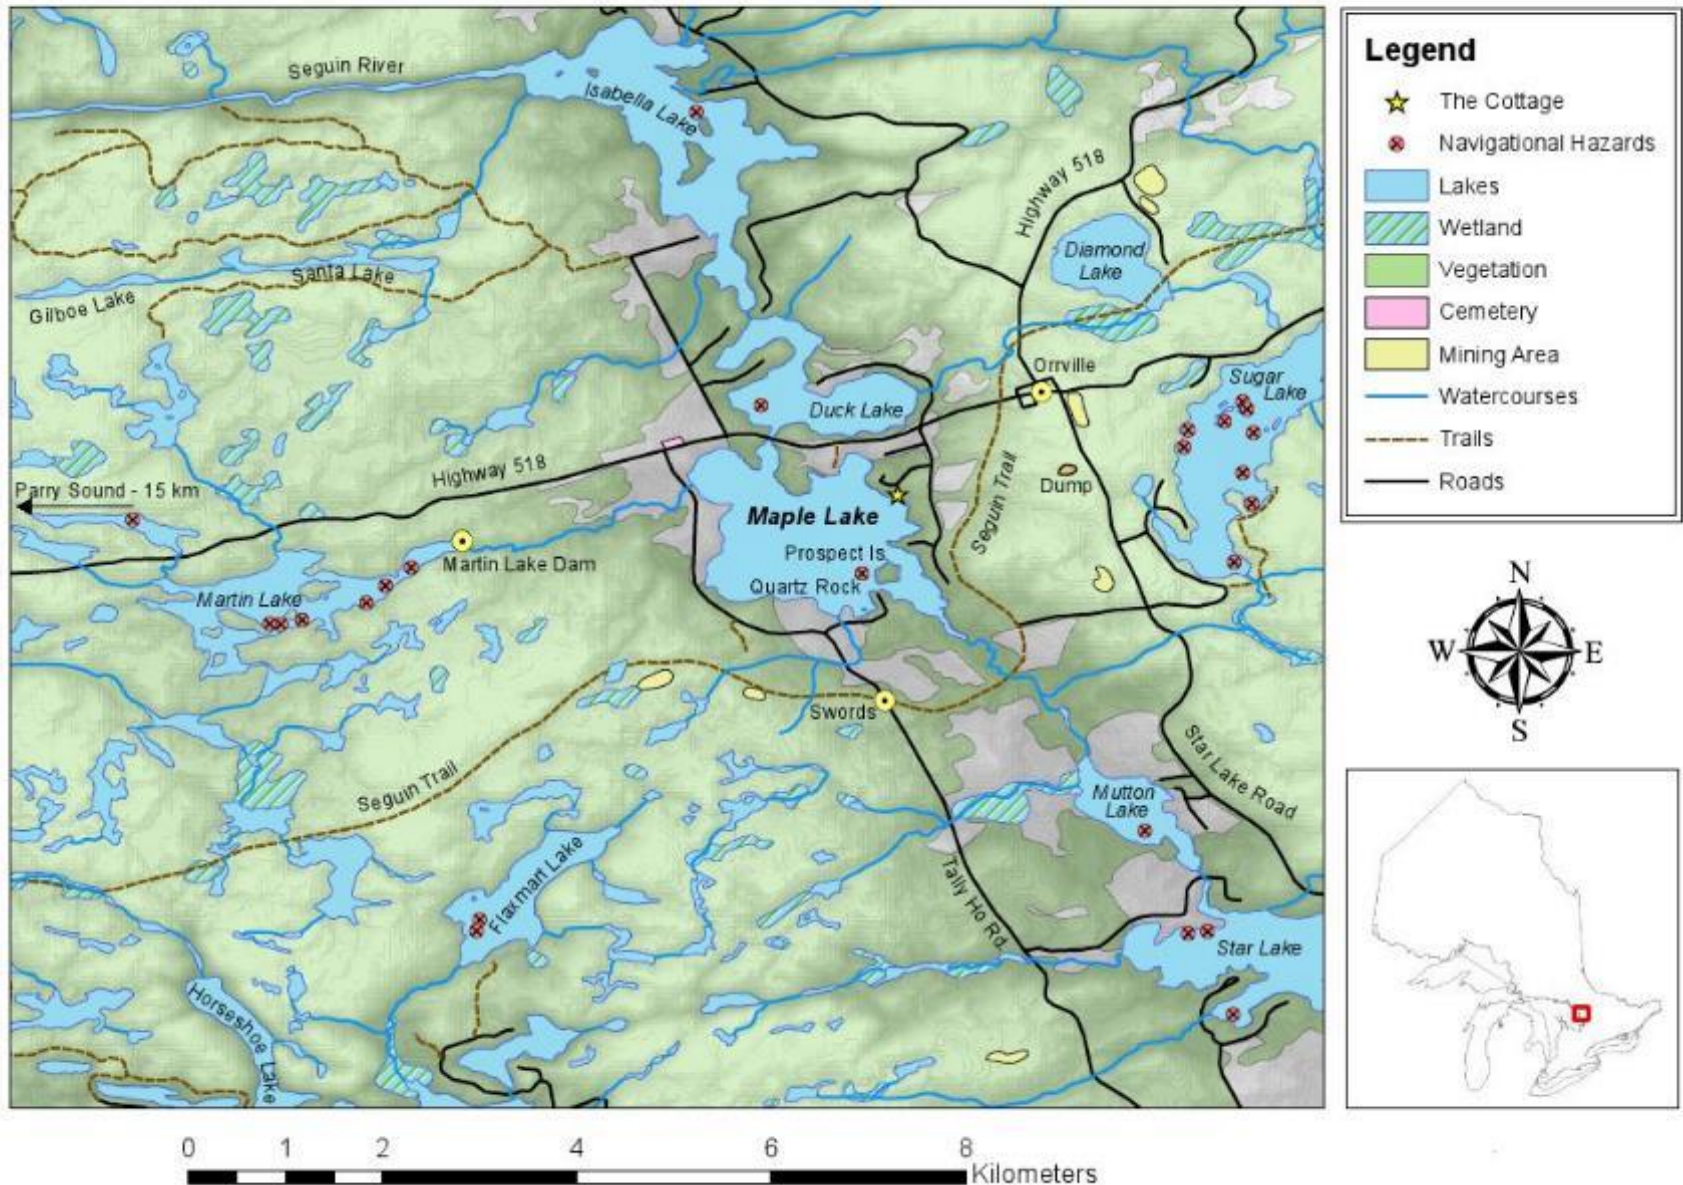 Seguin River
Isabella Lake
Highway 518
Diamond
Lake
Santa Lake
Gilboe Lake
Orrville
Sugar
Lake
Duck Lake
Highway 518
Parry Sound - 15 km
Seguin Trail
Dump
Maple Lake
Prospect Is
Quartz Rock
Martin Lake Dam
Martin Lake
Swords
Seguin Trail
Star Lake Road
Mutton
Lake
Flaxman Lake
Tally Ho Rd.
Star Lake
Horseshoe Lake
Legend
The Cottage
Navigational Hazards
Lakes
Wetland
Vegetation
Cemetery
Mining Area
Watercourses
Trails
Roads
N
W E
S
0 1 2 4 6 8
Kilometers